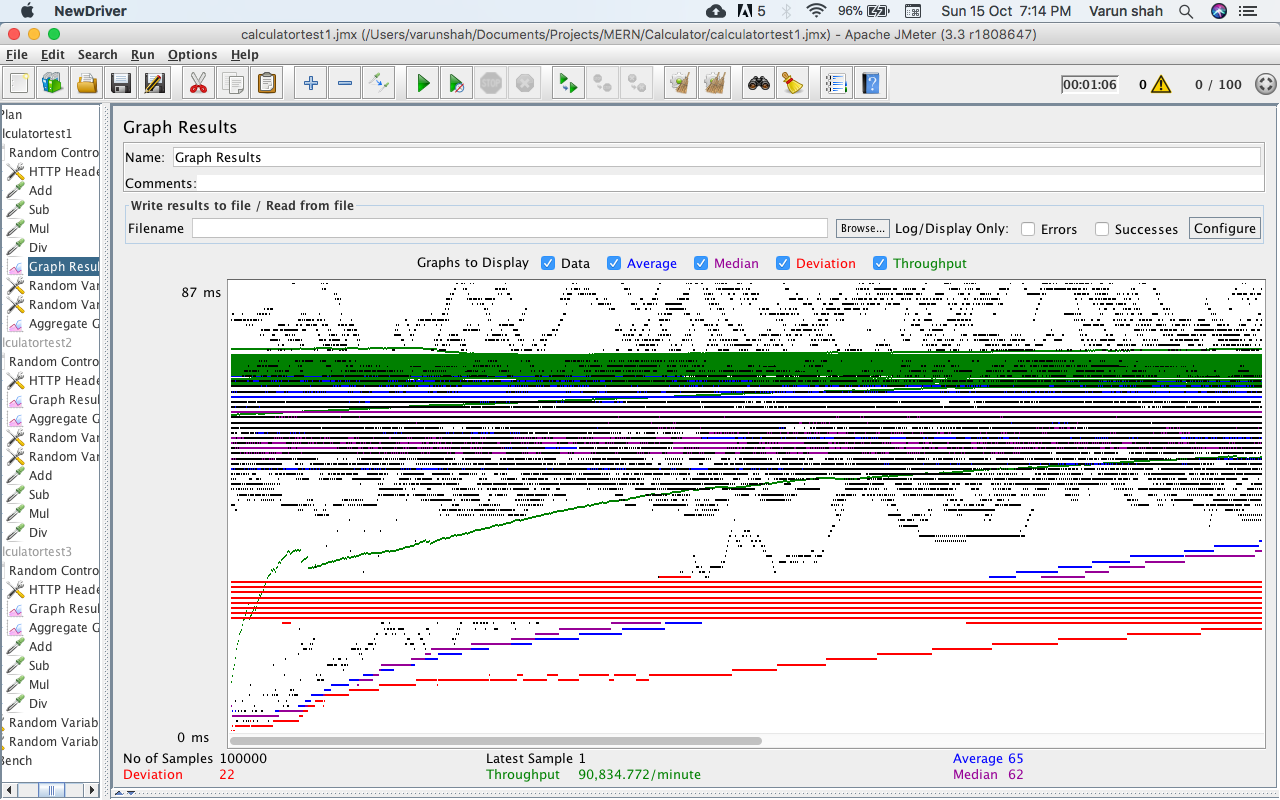 NewDriver 5 96% Sun 15 Oct 7:14 PM Varun shah
calculatortest1.jmx (/Users/varunshah/Documents/Projects/MERN/Calculator/calculatortest1.jmx) - Apache JMeter (3.3 r1808647)
File Edit Search Run Options Help
00:01:06 0 0 / 100
Plan
lculatortest1
Random Contro
HTTP Heade
Add
Sub
Mul
Div
Graph Resul
Random Var
Random Var
Aggregate G
lculatortest2
Random Contro
HTTP Heade
Graph Resul
Aggregate G
Random Var
Random Var
Add
Sub
Mul
Div
lculatortest3
Random Contro
HTTP Heade
Graph Resul
Aggregate G
Add
Sub
Mul
Div
Random Variab
Random Variab
Bench
Graph Results
Name: Graph Results
Comments:
Write results to file / Read from file
Filename Browse... Log/Display Only: Errors Successes Configure
Graphs to Display Data Average Median Deviation Throughput
87 ms
0 ms
No of Samples 100000 Latest Sample 1 Average 65
Deviation 22 Throughput 90,834.772/minute Median 62